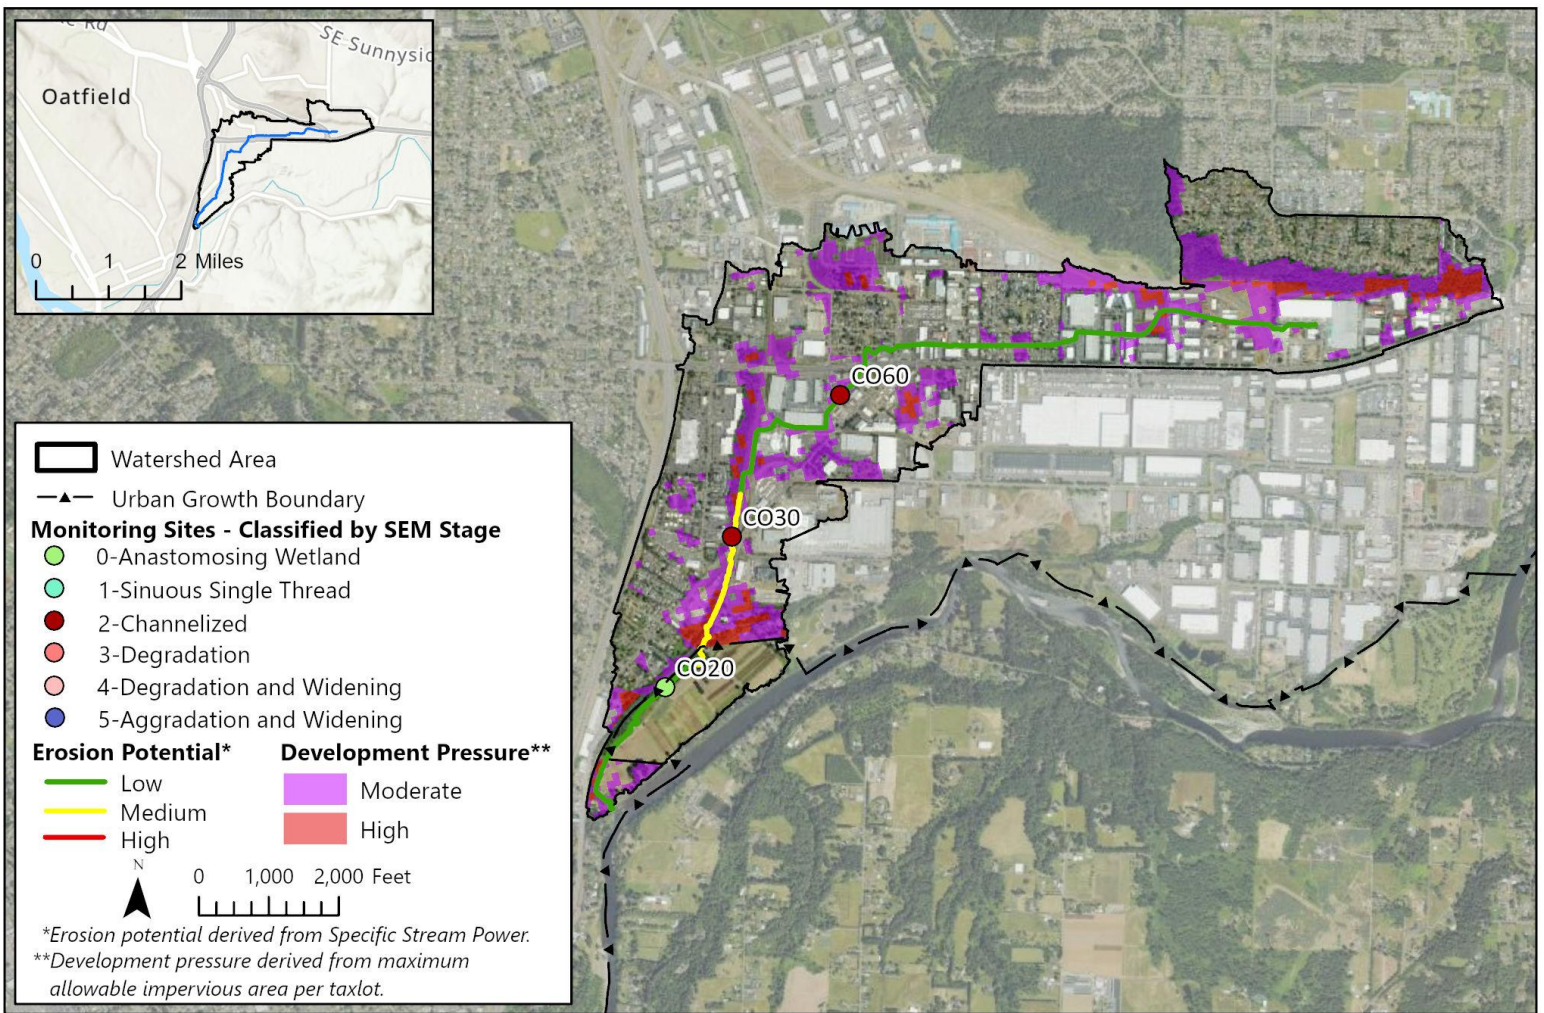 SE Sunnysid
Oatfield
0 1 2 Miles
CO60
CO30
CO20
Watershed Area
Urban Growth Boundary
Monitoring Sites - Classified by SEM Stage
0-Anastomosing Wetland
1-Sinuous Single Thread
2-Channelized
3-Degradation
4-Degradation and Widening
5-Aggradation and Widening
Erosion Potential*
Low
Medium
High
Development Pressure**
Moderate
High
N
0 1,000 2,000 Feet
*Erosion potential derived from Specific Stream Power.
**Development pressure derived from maximum
allowable impervious area per taxlot.